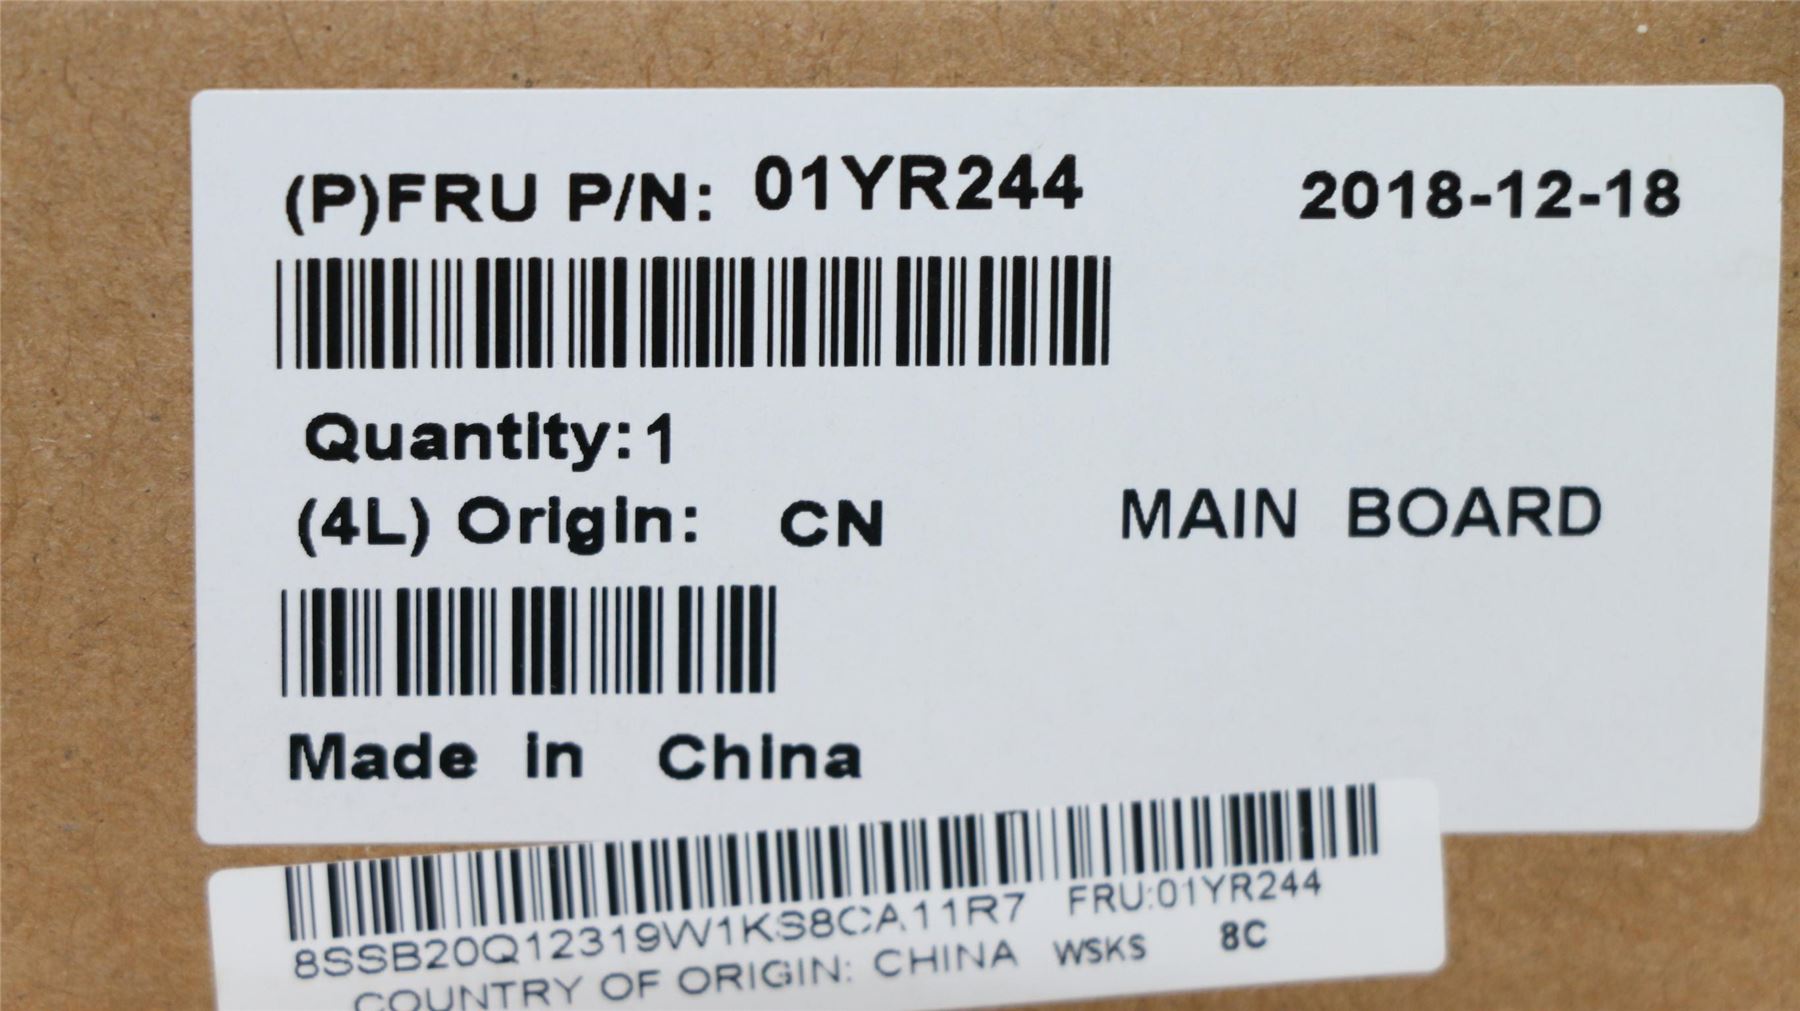 (P)FRU P/N: 01YR244 2018-12-18
Quantity:1
(4L) Origin: CN MAIN BOARD
Made in China
8SSB20Q12319W1KS8CA11R7 FRU:01YR244
COUNTRY OF ORIGIN: CHINA WSKS 8C